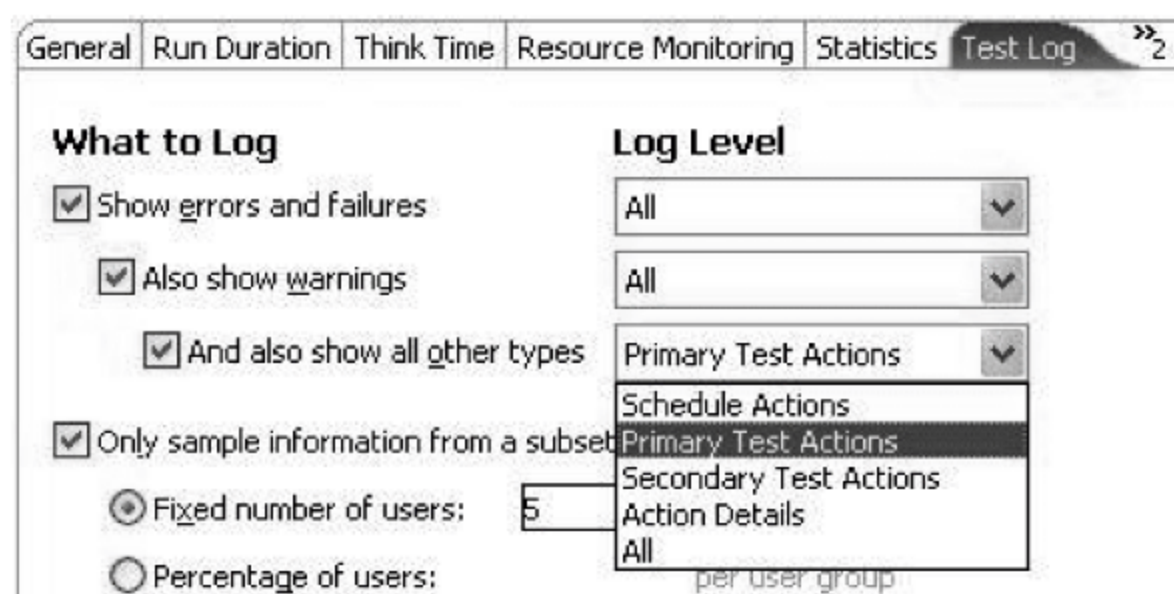 General Run Duration Think Time Resource Monitoring Statistics Test Log »2
What to Log Log Level
Show errors and failures All
Also show warnings All
And also show all other types Primary Test Actions
Schedule Actions
Only sample information from a subset Primary Test Actions
Secondary Test Actions
Fixed number of users: 5 Action Details
All
Percentage of users: per user group